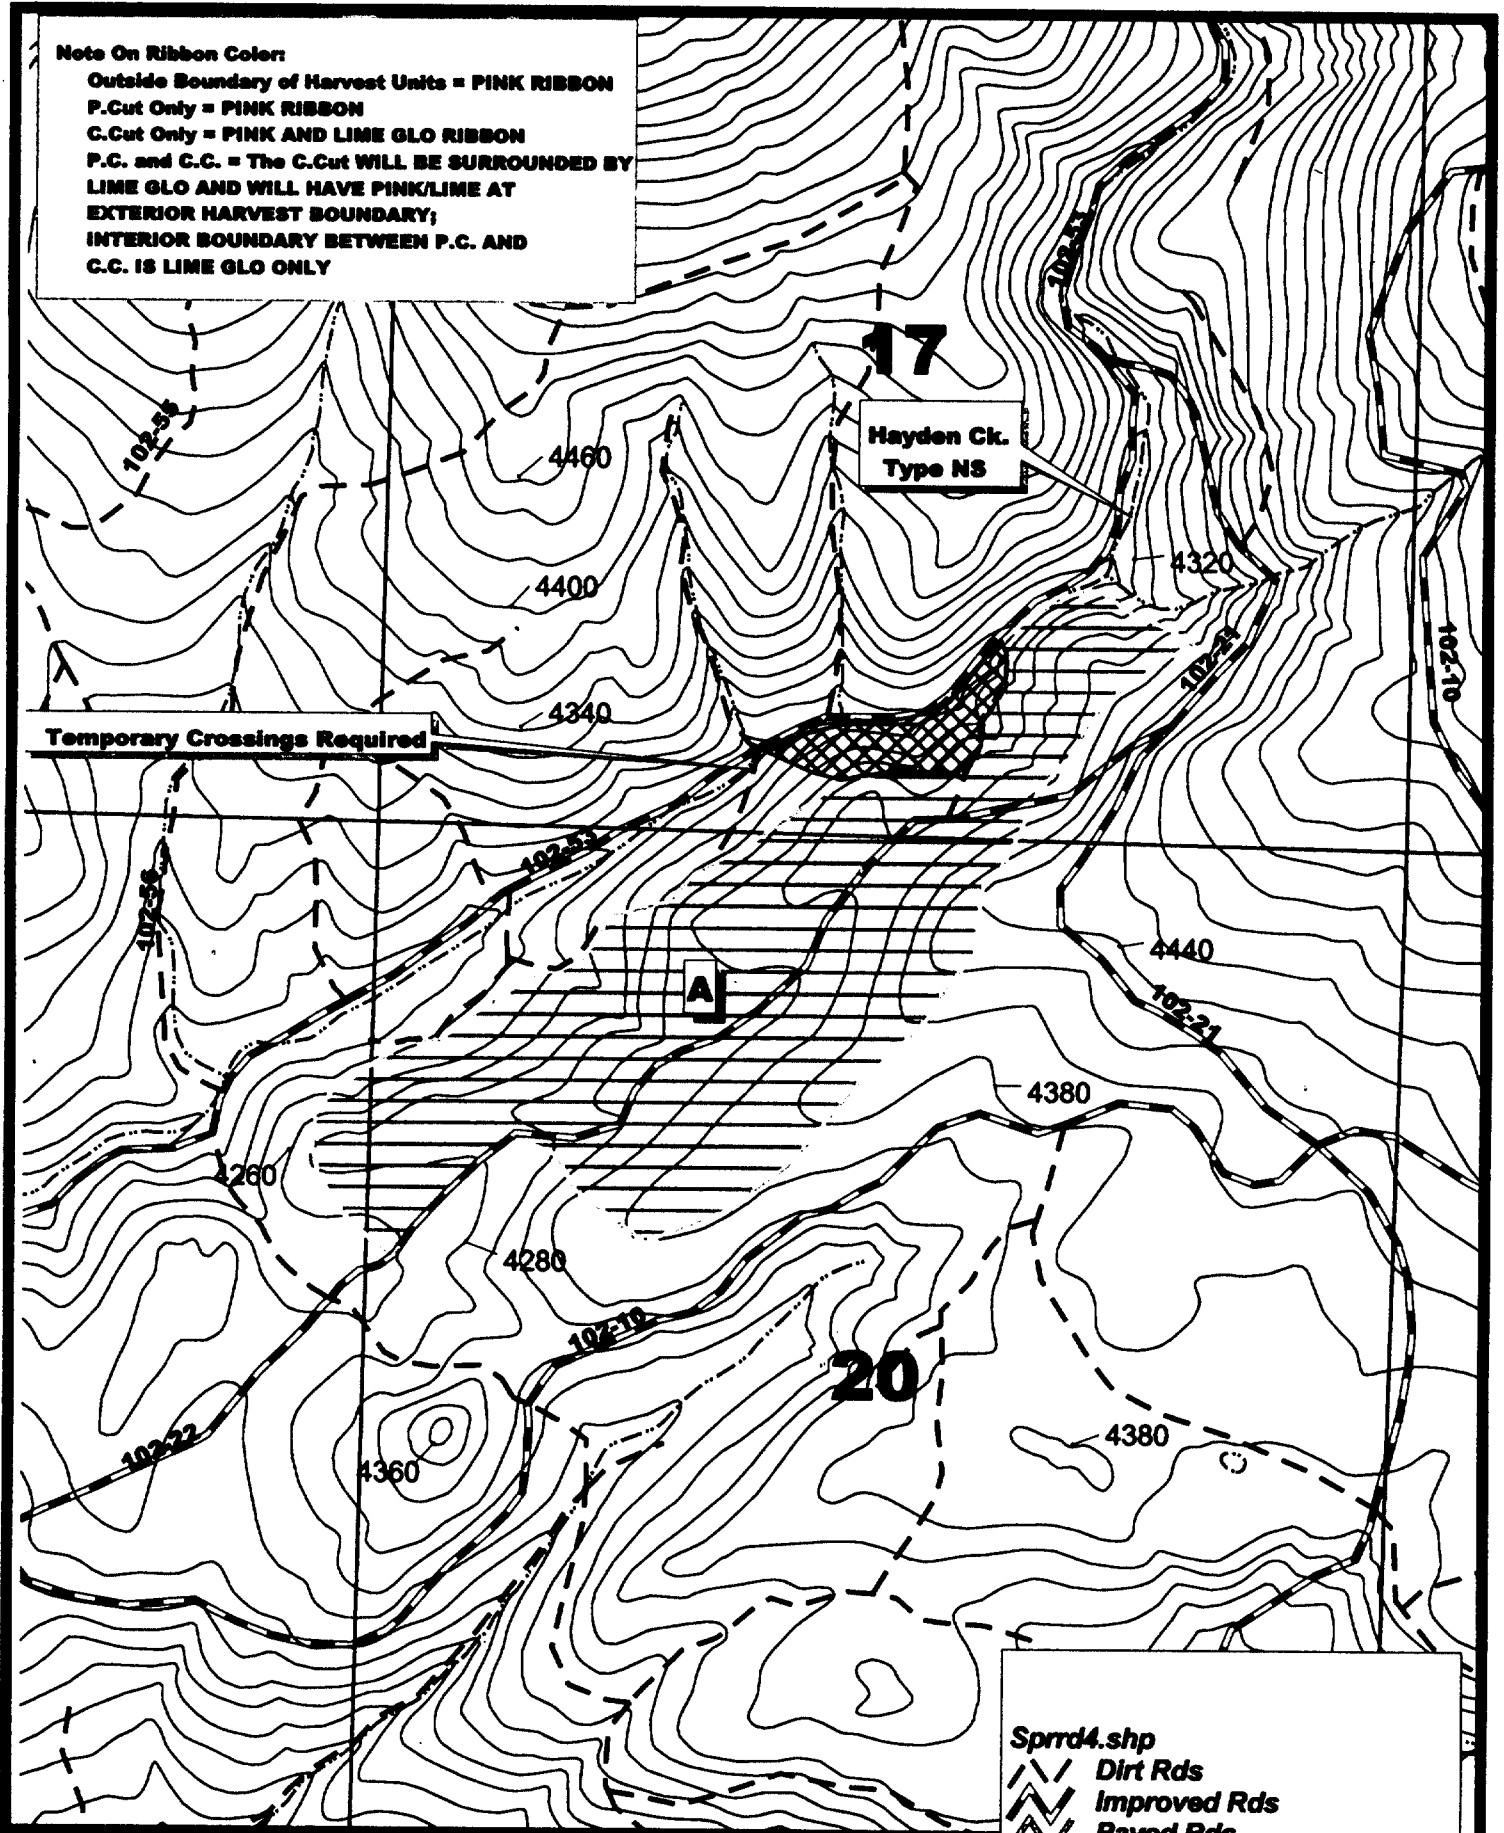 Note On Ribbon Color:
Outside Boundary of Harvest Units = PINK RIBBON
P.Cut Only = PINK RIBBON
C.Cut Only = PINK AND LIME GLO RIBBON
P.C. and C.C. = The C.Cut WILL BE SURROUNDED BY
LIME GLO AND WILL HAVE PINK/LIME AT
EXTERIOR HARVEST BOUNDARY;
INTERIOR BOUNDARY BETWEEN P.C. AND
C.C. IS LIME GLO ONLY
102-53
17
102-55
Hayden Ck.
Type NS
4460
4320
4400
102-21
102-10
4340
Temporary Crossings Required
102-53
102-56
4440
A
102-21
4380
4260
4280
102-10
20
102-22
4360
4380
Sprrd4.shp
Dirt Rds
Improved Rds
Paved Rds